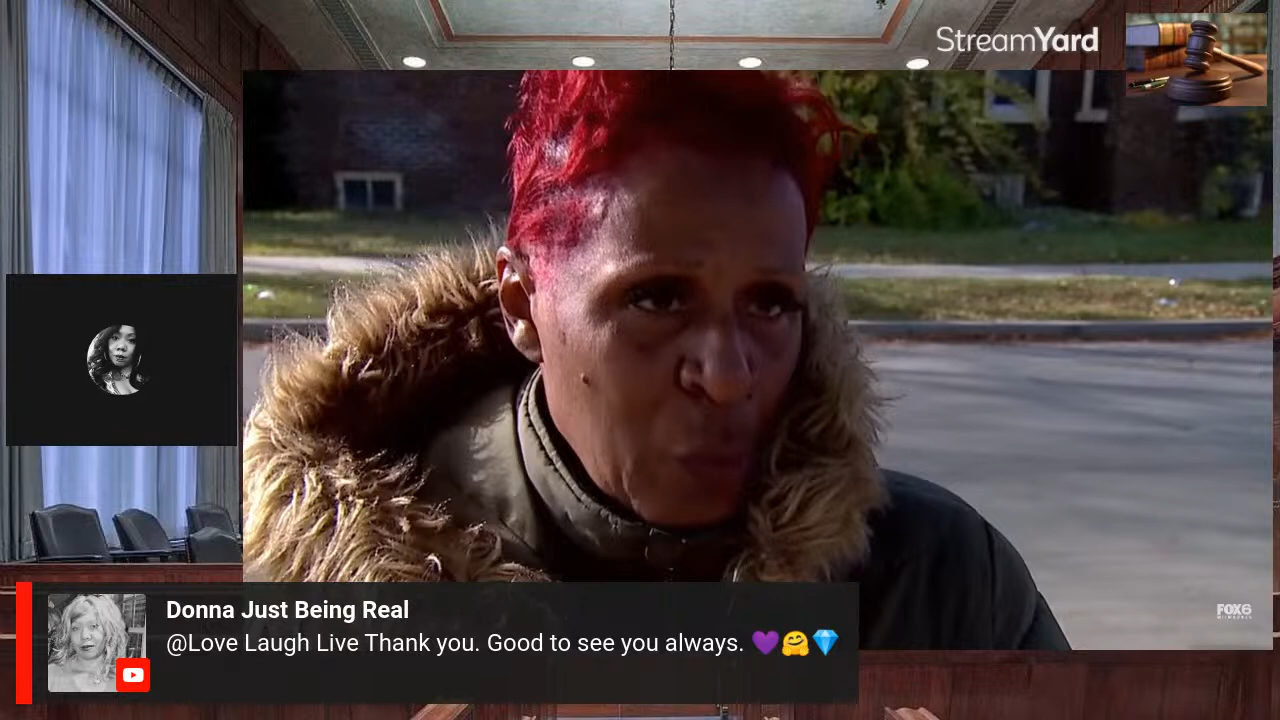 StreamYard
FOX6
Donna Just Being Real
@Love Laugh Live Thank you. Good to see you always. 💜🤗💎